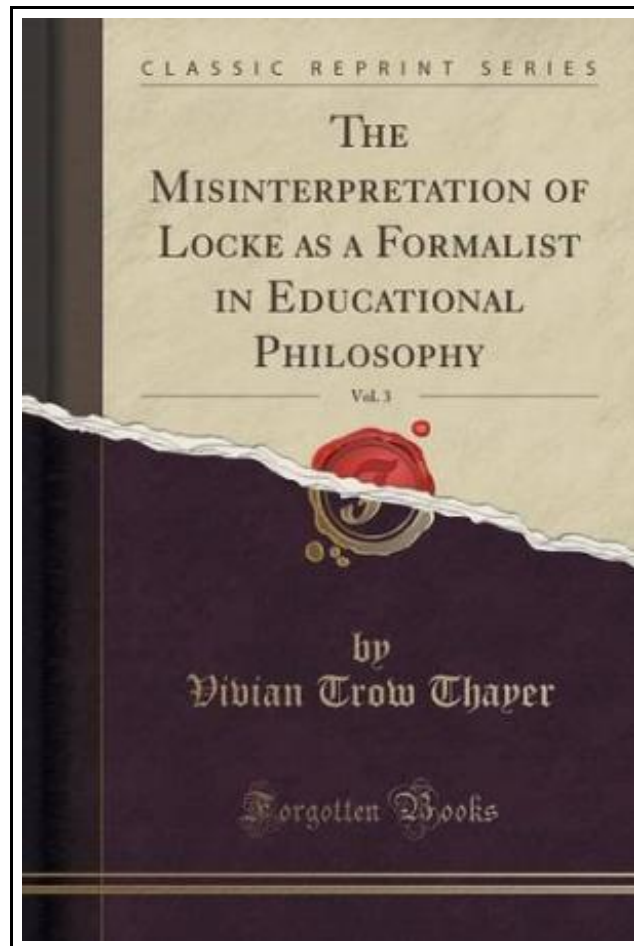 CLASSIC REPRINT SERIES
THE
MISINTERPRETATION OF
LOCKE AS A FORMALIST
IN EDUCATIONAL
PHILOSOPHY
Vol. 3
by
Vivian Trow Thayer
Forgotten Books